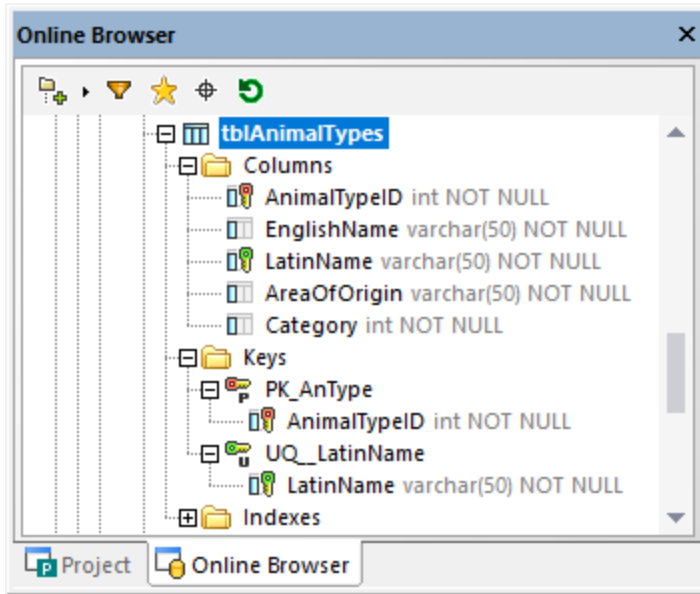 Online Browser
tblAnimalTypes
Columns
AnimalTypeID int NOT NULL
EnglishName varchar(50) NOT NULL
LatinName varchar(50) NOT NULL
AreaOfOrigin varchar(50) NOT NULL
Category int NOT NULL
Keys
PK_AnType
AnimalTypeID int NOT NULL
UQ__LatinName
LatinName varchar(50) NOT NULL
Indexes
Project Online Browser